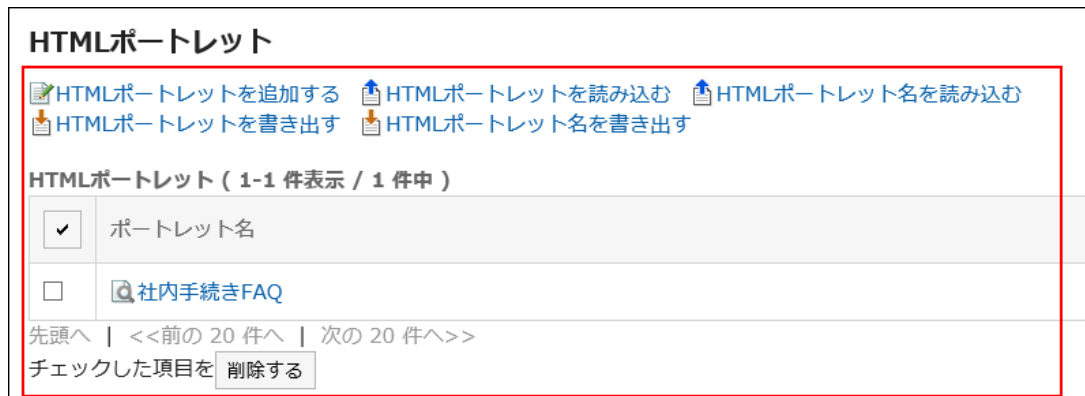 HTMLポートレット
HTMLポートレットを追加する HTMLポートレットを読み込む HTMLポートレット名を読み込む
HTMLポートレットを書き出す HTMLポートレット名を書き出す
HTMLポートレット ( 1-1 件表示 / 1 件中 )
ポートレット名
社内手続きFAQ
先頭へ | <<前の 20 件へ | 次の 20 件へ>>
チェックした項目を 削除する